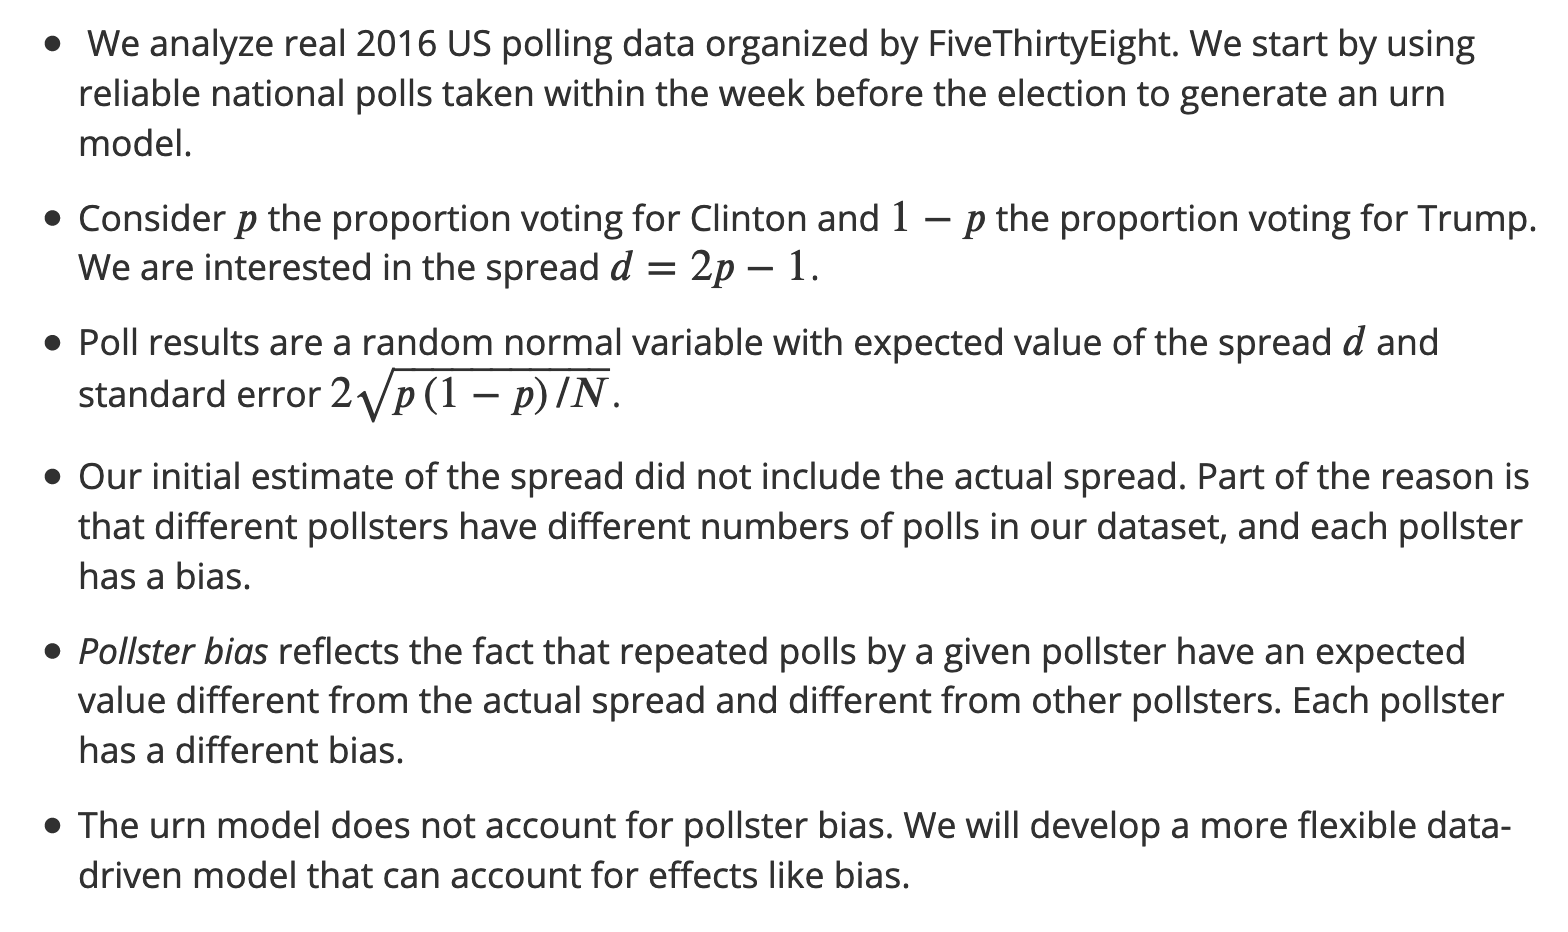 • We analyze real 2016 US polling data organized by FiveThirtyEight. We start by using
reliable national polls taken within the week before the election to generate an urn
model.
• Consider p the proportion voting for Clinton and 1 − p the proportion voting for Trump.
We are interested in the spread d = 2p − 1.
• Poll results are a random normal variable with expected value of the spread d and
standard error 2√p (1 − p) /N.
• Our initial estimate of the spread did not include the actual spread. Part of the reason is
that different pollsters have different numbers of polls in our dataset, and each pollster
has a bias.
• Pollster bias reflects the fact that repeated polls by a given pollster have an expected
value different from the actual spread and different from other pollsters. Each pollster
has a different bias.
• The urn model does not account for pollster bias. We will develop a more flexible data-
driven model that can account for effects like bias.